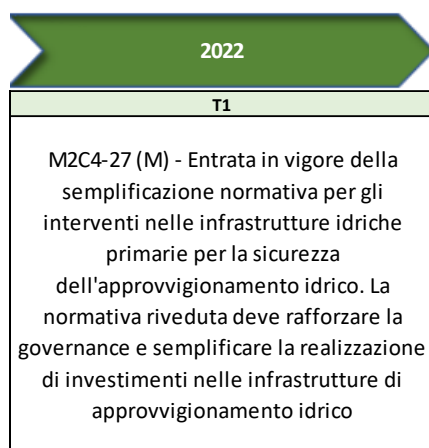 2022
T1
M2C4-27 (M) - Entrata in vigore della
semplificazione normativa per gli
interventi nelle infrastrutture idriche
primarie per la sicurezza
dell'approvvigionamento idrico. La
normativa riveduta deve rafforzare la
governance e semplificare la realizzazione
di investimenti nelle infrastrutture di
approvvigionamento idrico